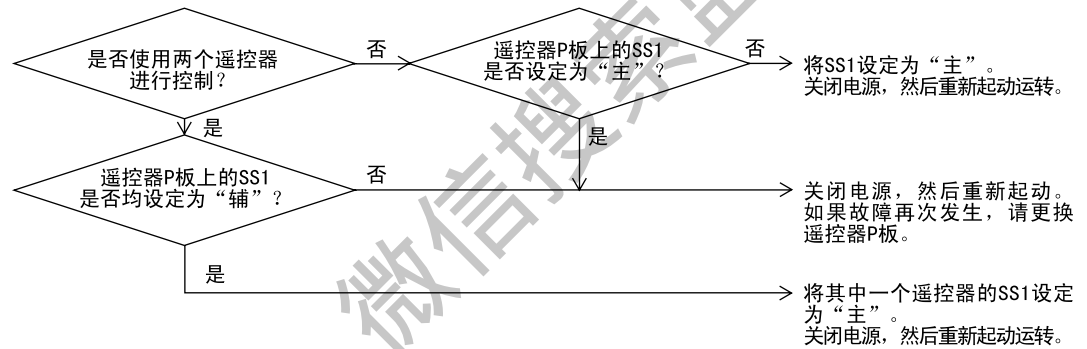 是否使用两个遥控器
进行控制？
否
遥控器P板上的SS1
是否设定为“主”？
否
将SS1设定为“主”。
关闭电源，然后重新起动运转。
是
是
遥控器P板上的SS1
是否均设定为“辅”？
否
关闭电源，然后重新起动。
如果故障再次发生，请更换
遥控器P板。
是
将其中一个遥控器的SS1设定
为“主”。
关闭电源，然后重新起动运转。
微信搜索